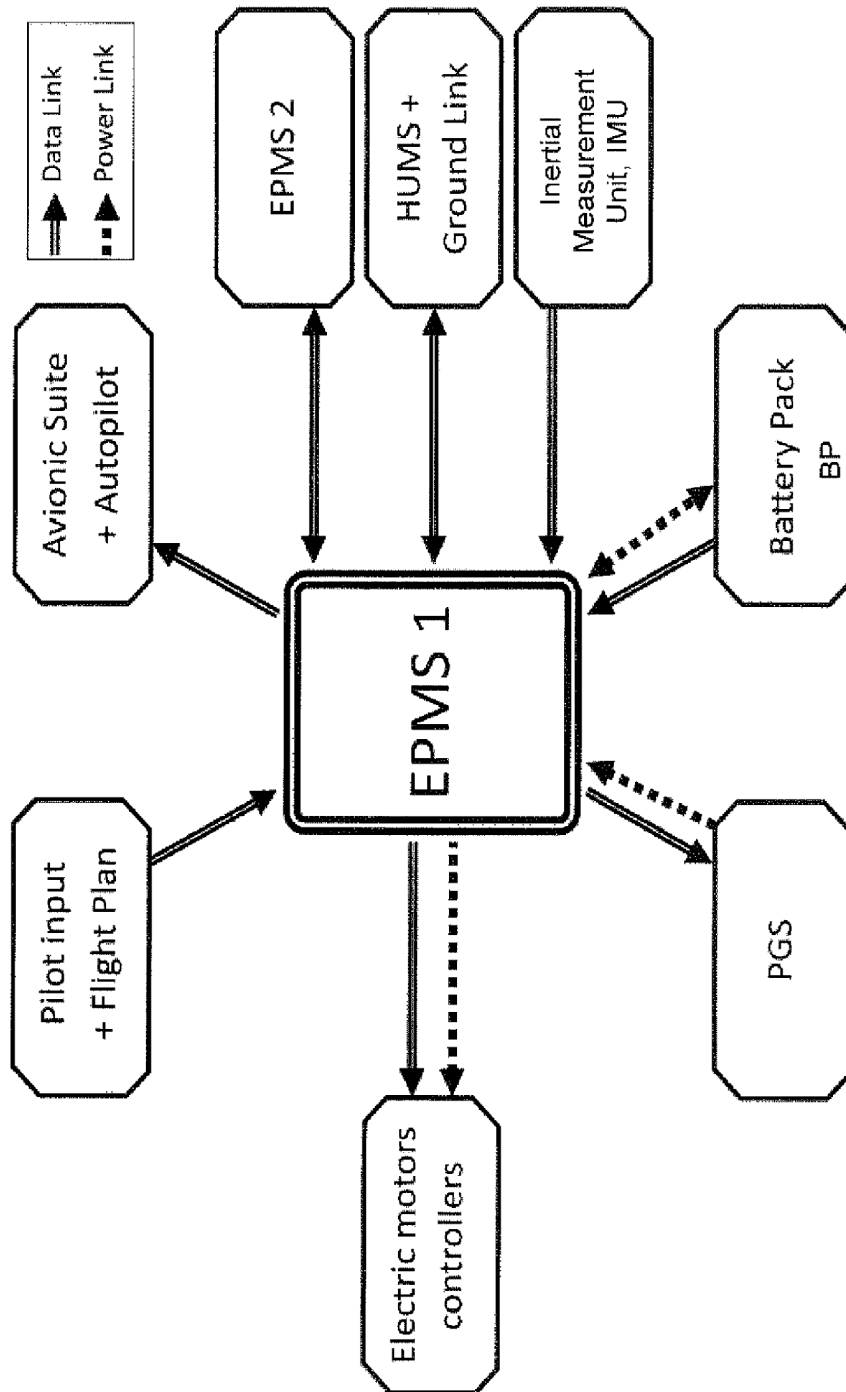 Data Link
Power Link
Pilot input
+ Flight Plan
Avionic Suite
+ Autopilot
EPMS 2
HUMS +
Ground Link
Inertial
Measurement
Unit, IMU
EPMS 1
Electric motors
controllers
PGS
Battery Pack
BP